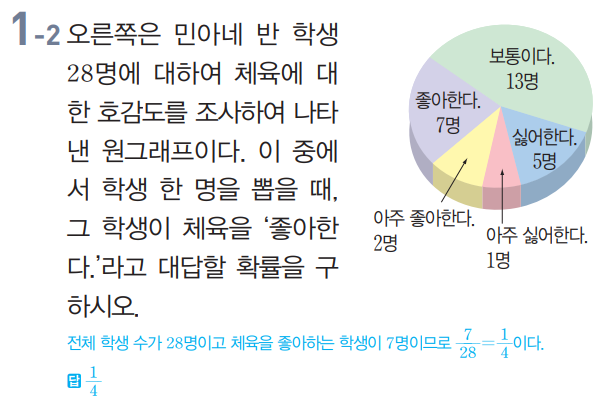 1-2 오른쪽은 민아네 반 학생
28명에 대하여 체육에 대
한 호감도를 조사하여 나타
낸 원그래프이다. 이 중에
서 학생 한 명을 뽑을 때,
그 학생이 체육을 ‘좋아한
다.’라고 대답할 확률을 구
하시오.
보통이다.
13명
좋아한다.
7명
싫어한다.
5명
아주 좋아한다.
2명
아주 싫어한다.
1명
전체 학생 수가 28명이고 체육을 좋아하는 학생이 7명이므로 7/28=1/4이다.
답 1/4